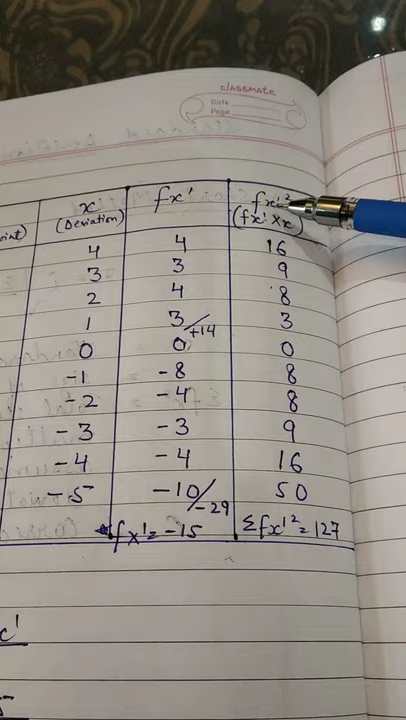 classmate
Date
Page
x fx' fx'²
oint) (Deviation) (fx' × x)
4 4 16
3 3 9
2 4 8
1 3/+14 3
0 0 0
-1 -8 8
-2 -4 8
-3 -3 9
-4 -4 16
-5 -10/-29 50
fx' = -15 Σfx'² = 127
x'